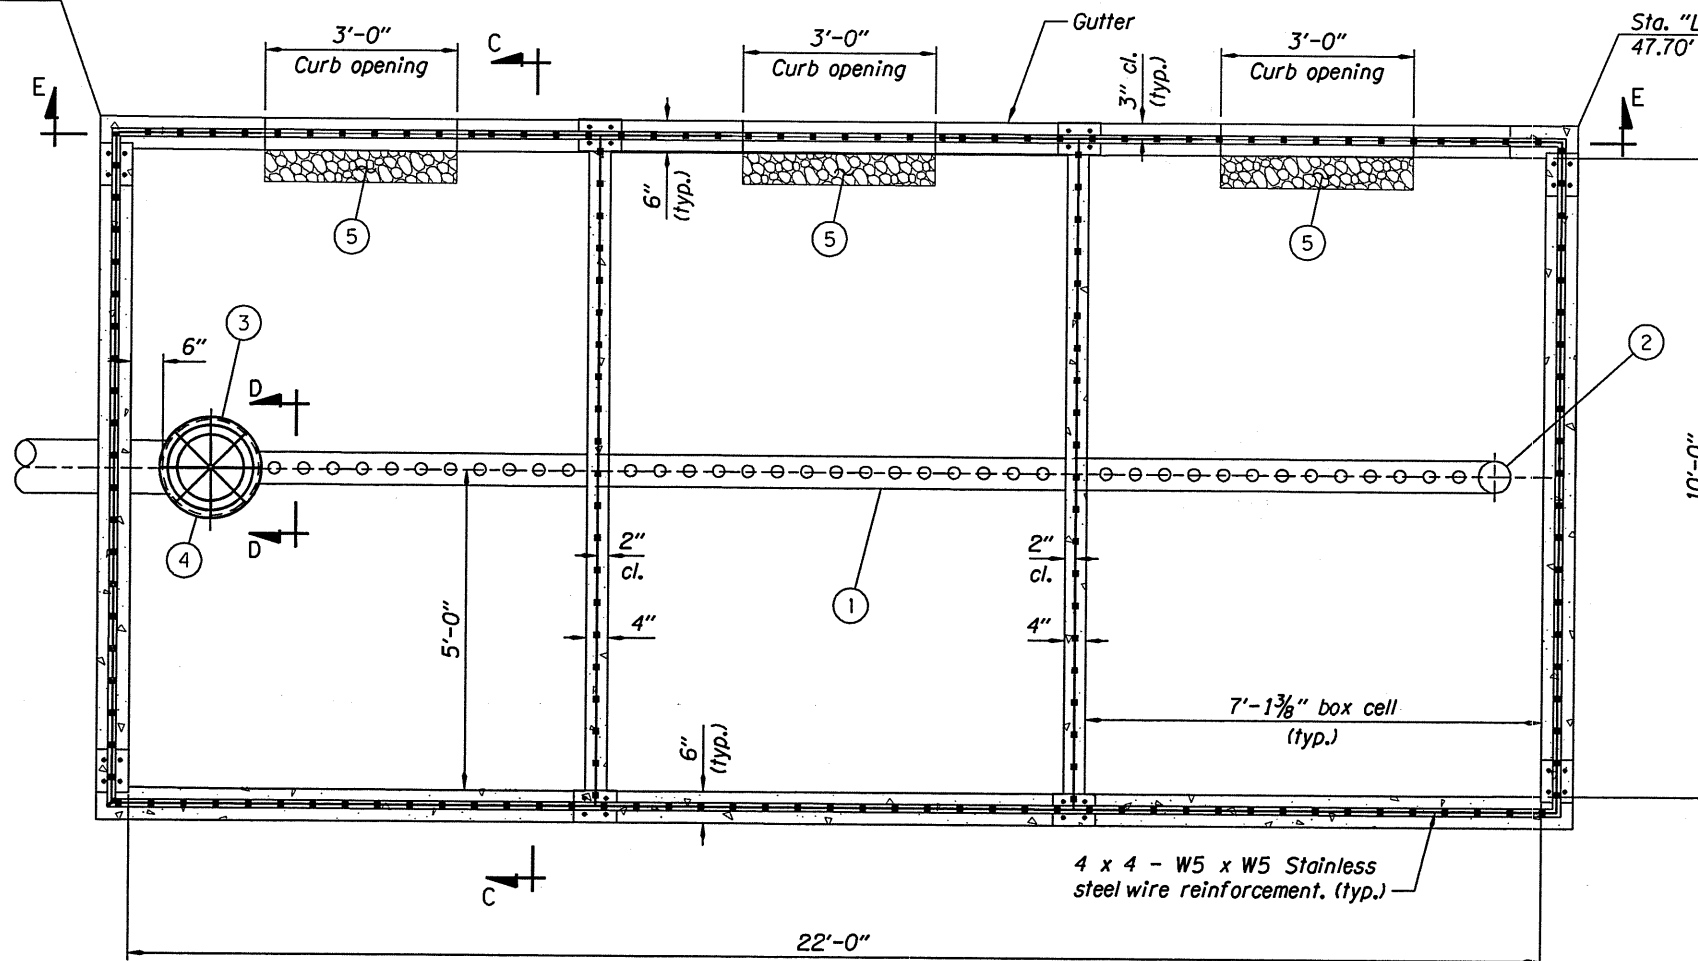 3'-0"
Curb opening
C
3'-0"
Curb opening
Gutter
3" cl.
(typ.)
3'-0"
Curb opening
Sta. "L
47.70'
E
E
6"
(typ.)
5
5
5
3
6"
2
D
D
4
10'-0"
2"
cl.
2"
cl.
1
4"
4"
5'-0"
7'-1⅜" box cell
(typ.)
6"
(typ.)
4 x 4 - W5 x W5 Stainless
steel wire reinforcement. (typ.)
C
22'-0"